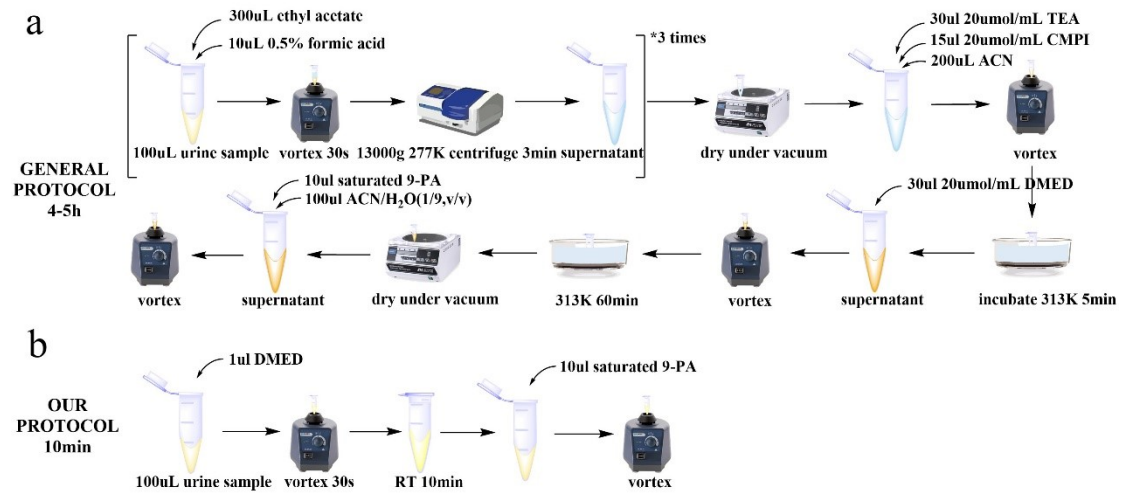 a
300uL ethyl acetate
10uL 0.5% formic acid
*3 times
30ul 20umol/mL TEA
15ul 20umol/mL CMPI
200uL ACN
100uL urine sample
vortex 30s
13000g 277K centrifuge 3min
supernatant
dry under vacuum
vortex
GENERAL
PROTOCOL
4-5h
10ul saturated 9-PA
100ul ACN/H₂O(1/9,v/v)
30ul 20umol/mL DMED
vortex
supernatant
dry under vacuum
313K 60min
vortex
supernatant
incubate 313K 5min
b
1ul DMED
10ul saturated 9-PA
OUR
PROTOCOL
10min
100uL urine sample
vortex 30s
RT 10min
vortex